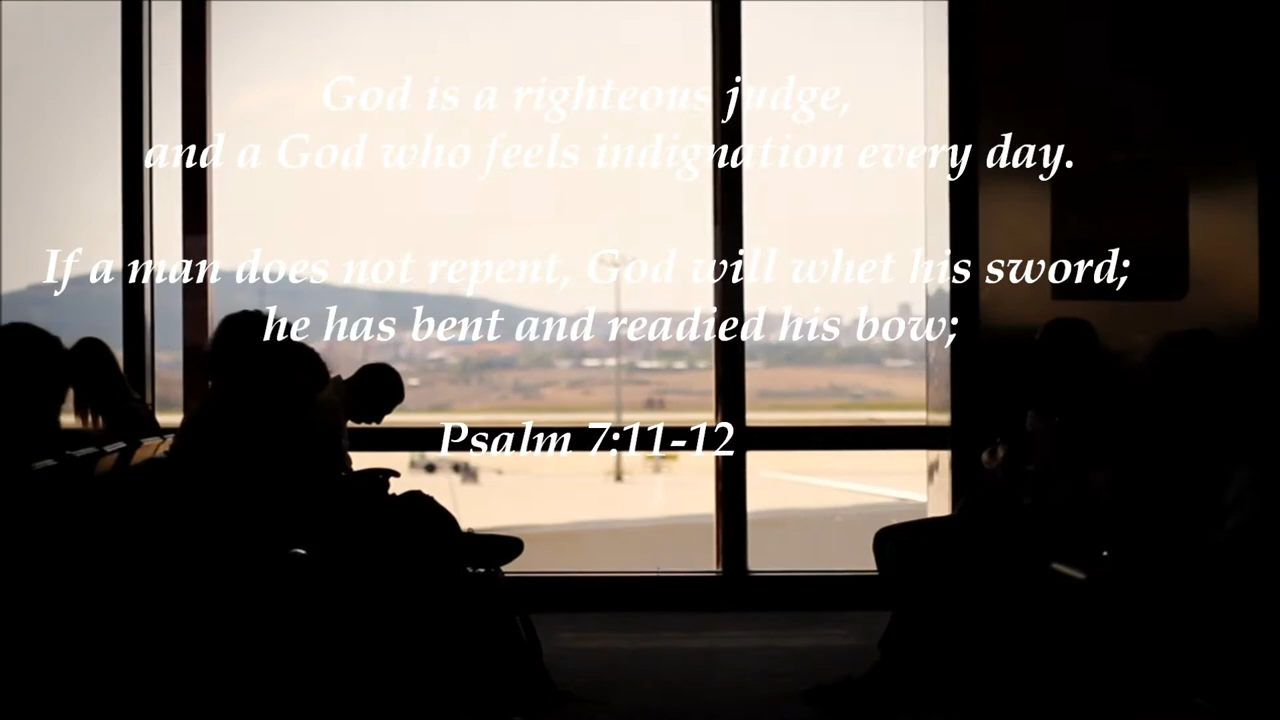 God is a righteous judge,
and a God who feels indignation every day.
If a man does not repent, God will whet his sword;
he has bent and readied his bow;
Psalm 7:11-12